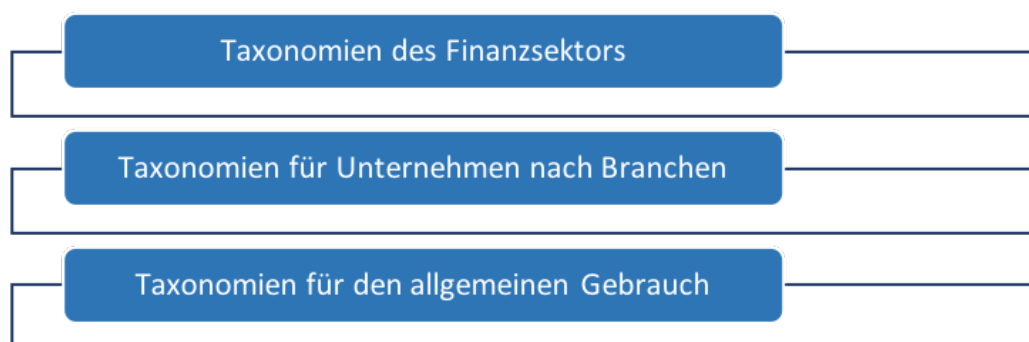 Taxonomien des Finanzsektors
Taxonomien für Unternehmen nach Branchen
Taxonomien für den allgemeinen Gebrauch